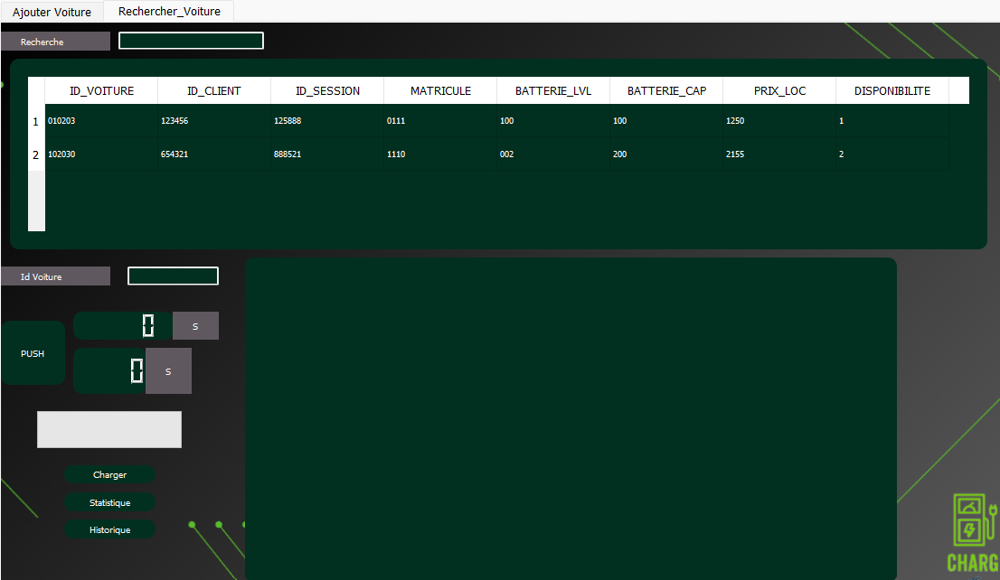 Ajouter Voiture Rechercher_Voiture
Recherche
ID_VOITURE ID_CLIENT ID_SESSION MATRICULE BATTERIE_LVL BATTERIE_CAP PRIX_LOC DISPONIBILITE
1 010203 123456 125888 0111 100 100 1250 1
2 102030 654321 888521 1110 002 200 2155 2
Id Voiture
0 S
PUSH
0 S
Charger
Statistique
Historique
CHARG